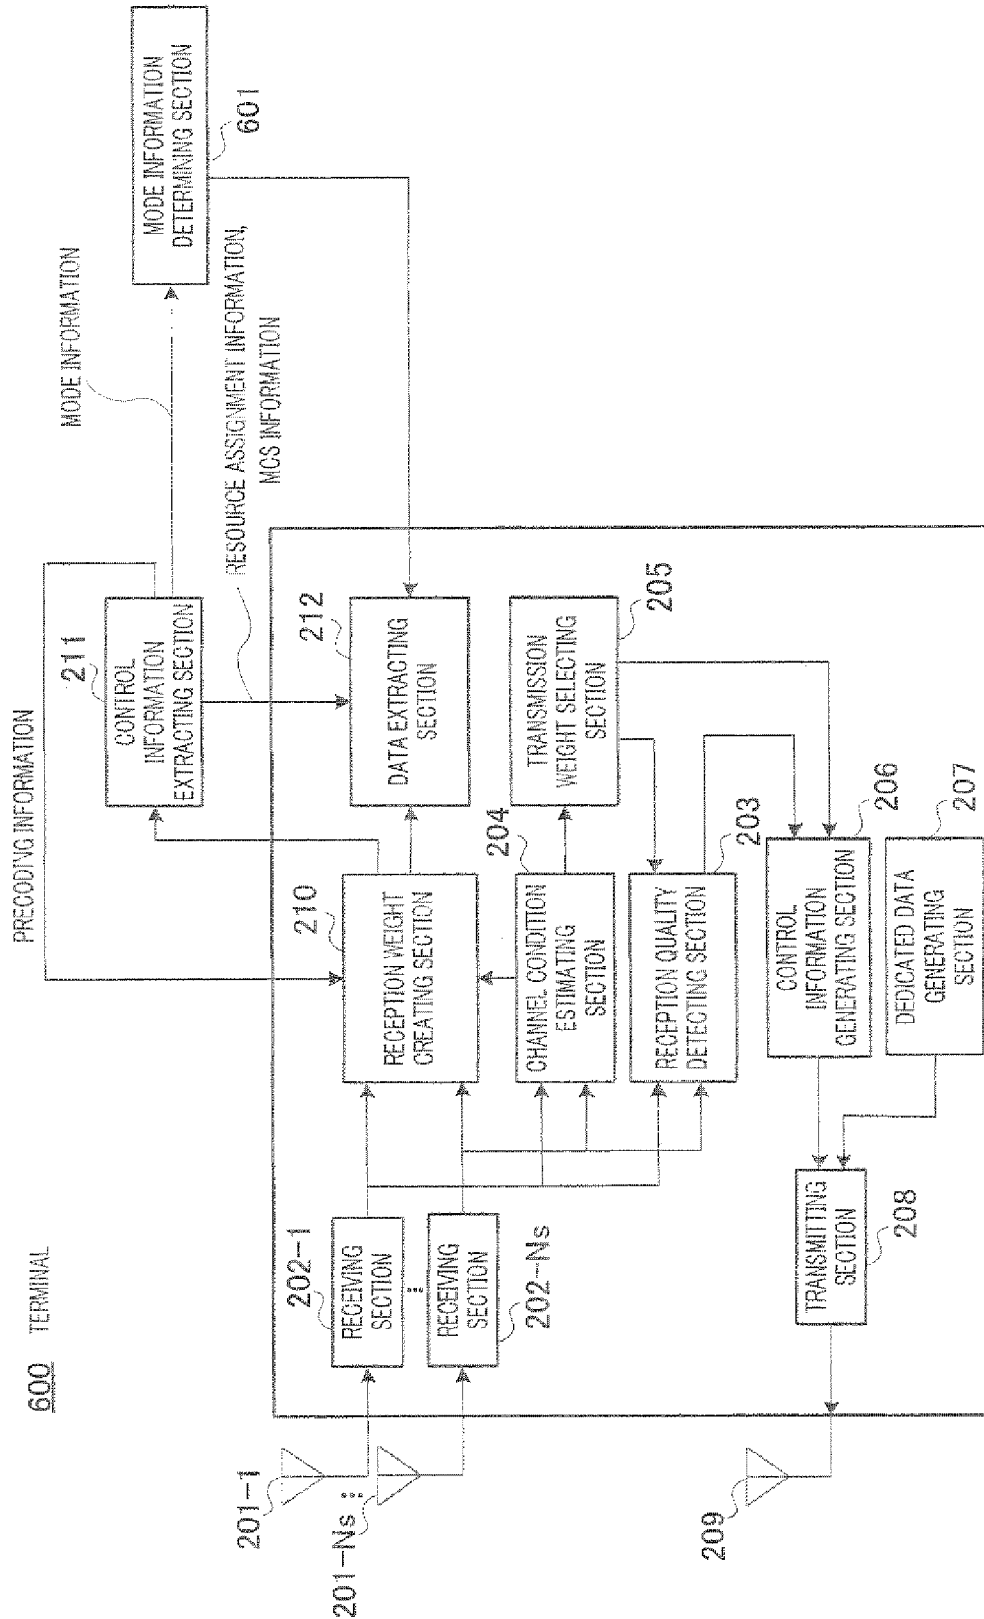 600 TERMINAL
PRECODING INFORMATION
211
CONTROL
INFORMATION
EXTRACTING SECTION
MODE INFORMATION
MODE INFORMATION
DETERMINING SECTION
601
RESOURCE ASSIGNMENT INFORMATION,
MCS INFORMATION
201-1
201-Ns
202-1
RECEIVING
SECTION
RECEIVING
SECTION
202-Ns
210
RECEPTION WEIGHT
CREATING SECTION
212
DATA EXTRACTING
SECTION
204
CHANNEL CONDITION
ESTIMATING
SECTION
TRANSMISSION
WEIGHT SELECTING
SECTION
205
RECEPTION QUALITY
DETECTING SECTION
203
CONTROL
INFORMATION
GENERATING SECTION
206
DEDICATED DATA
GENERATING
SECTION
207
TRANSMITTING
SECTION
208
209